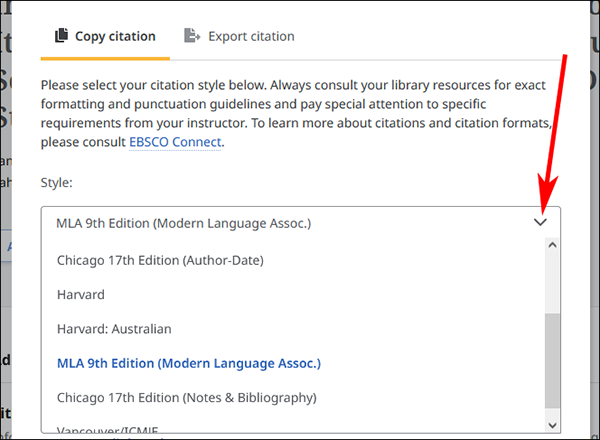 Copy citation
Export citation
Please select your citation style below. Always consult your library resources for exact
formatting and punctuation guidelines and pay special attention to specific
requirements from your instructor. To learn more about citations and citation formats,
please consult EBSCO Connect.
Style:
MLA 9th Edition (Modern Language Assoc.)
Chicago 17th Edition (Author-Date)
Harvard
Harvard: Australian
MLA 9th Edition (Modern Language Assoc.)
Chicago 17th Edition (Notes & Bibliography)
Vancouver/ICMJE